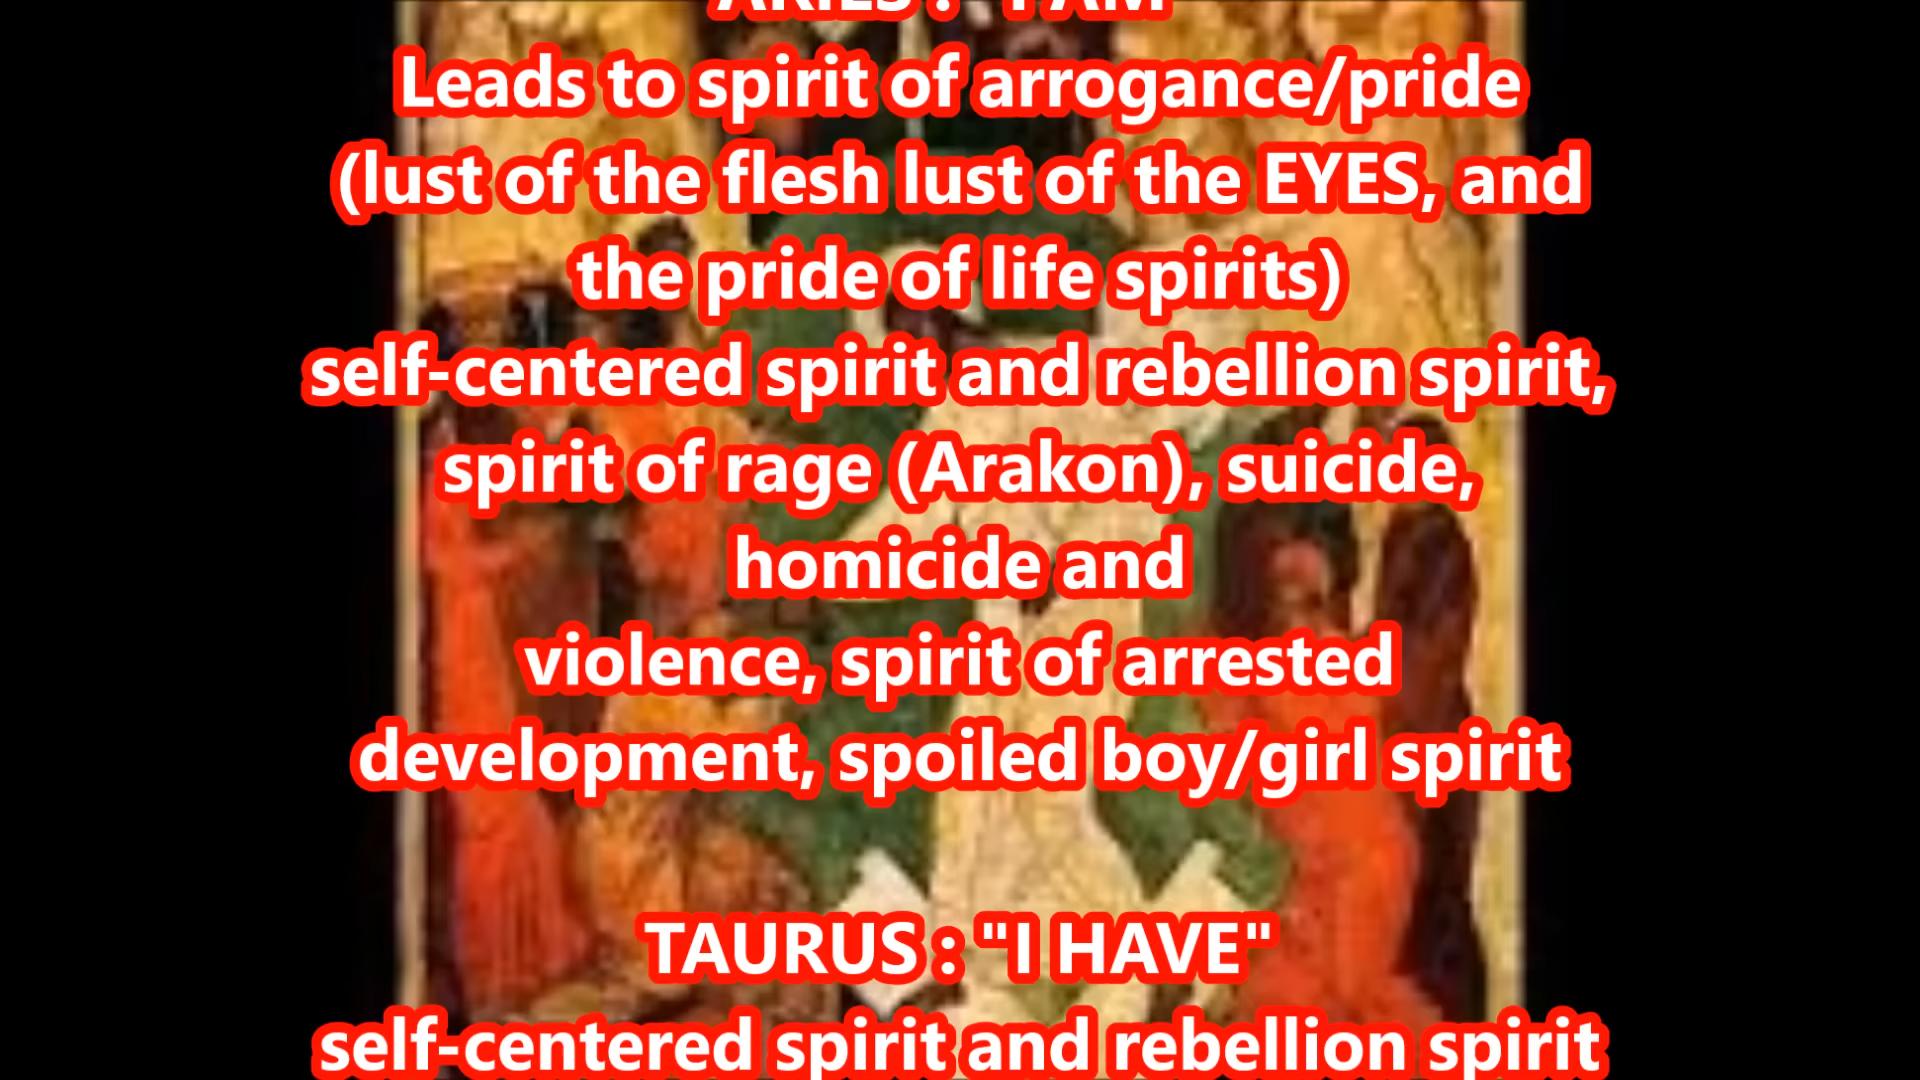 ARIES : "I AM
Leads to spirit of arrogance/pride
(lust of the flesh lust of the EYES, and
the pride of life spirits)
self-centered spirit and rebellion spirit,
spirit of rage (Arakon), suicide,
homicide and
violence, spirit of arrested
development, spoiled boy/girl spirit
TAURUS : "I HAVE"
self-centered spirit and rebellion spirit